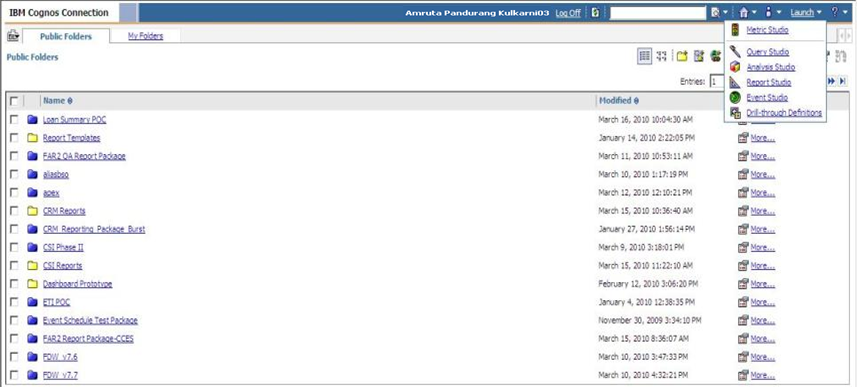 IBM Cognos Connection Amruta Pandurang Kulkarni03 Log Off Launch ?
Public Folders My Folders
Metric Studio
Query Studio
Analysis Studio
Report Studio
Event Studio
Drill-through Definitions
Public Folders
Entries: 1
Name Modified
Loan Summary POC March 16, 2010 10:04:30 AM More...
Report Templates January 14, 2010 2:22:05 PM More...
FAR2 QA Report Package March 11, 2010 10:53:11 AM More...
aliasbso March 10, 2010 1:17:19 PM More...
apex March 12, 2010 12:10:21 PM More...
CRM Reports March 15, 2010 10:36:40 AM More...
CRM_Reporting_Package_Burst January 27, 2010 1:56:14 PM More...
CSI Phase II March 9, 2010 3:18:01 PM More...
CSI Reports March 15, 2010 11:22:10 AM More...
Dashboard Prototype February 12, 2010 3:06:20 PM More...
ETI POC January 4, 2010 12:38:35 PM More...
Event Schedule Test Package November 30, 2009 3:34:10 PM More...
FAR2 Report Package-CCES March 15, 2010 8:36:07 AM More...
FDW_v7.6 March 10, 2010 3:47:33 PM More...
FDW_v7.7 March 10, 2010 4:32:21 PM More...